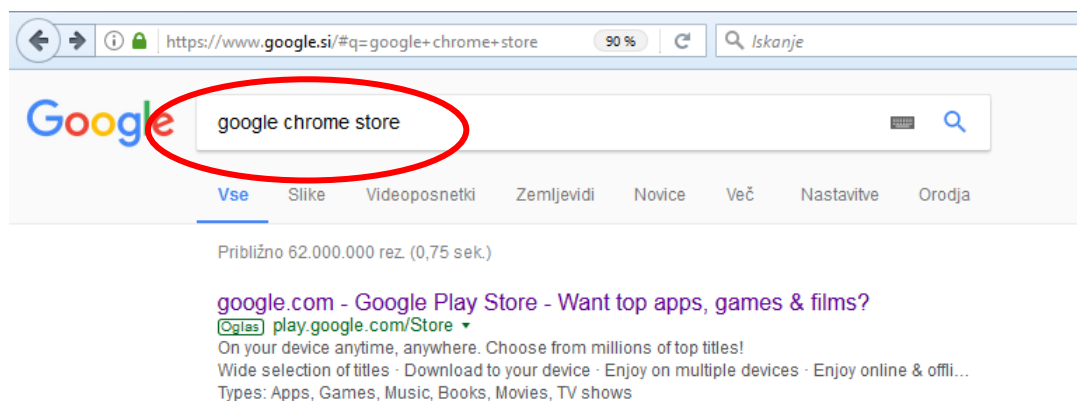 https://www.google.si/#q=google+chrome+store 90 % Iskanje
Google google chrome store
Vse Slike Videoposnetki Zemljevidi Novice Več Nastavitve Orodja
Približno 62.000.000 rez. (0,75 sek.)
google.com - Google Play Store - Want top apps, games & films?
Oglas play.google.com/Store
On your device anytime, anywhere. Choose from millions of top titles!
Wide selection of titles · Download to your device · Enjoy on multiple devices · Enjoy online & offli...
Types: Apps, Games, Music, Books, Movies, TV shows